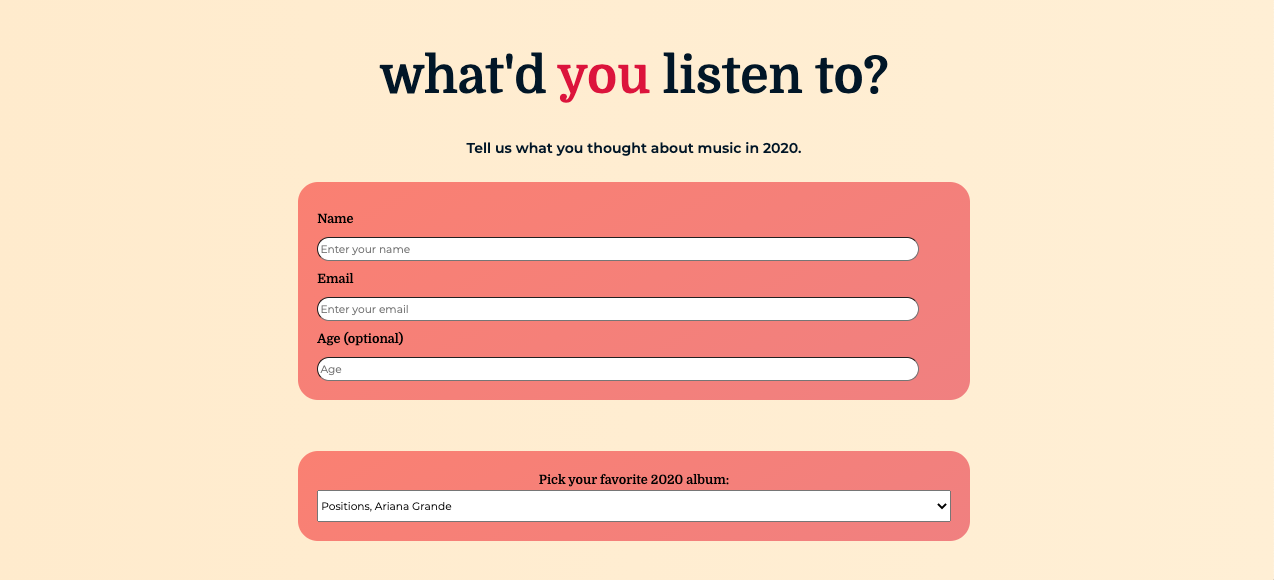 what'd you listen to?
Tell us what you thought about music in 2020.
Name
Enter your name
Email
Enter your email
Age (optional)
Age
Pick your favorite 2020 album:
Positions, Ariana Grande